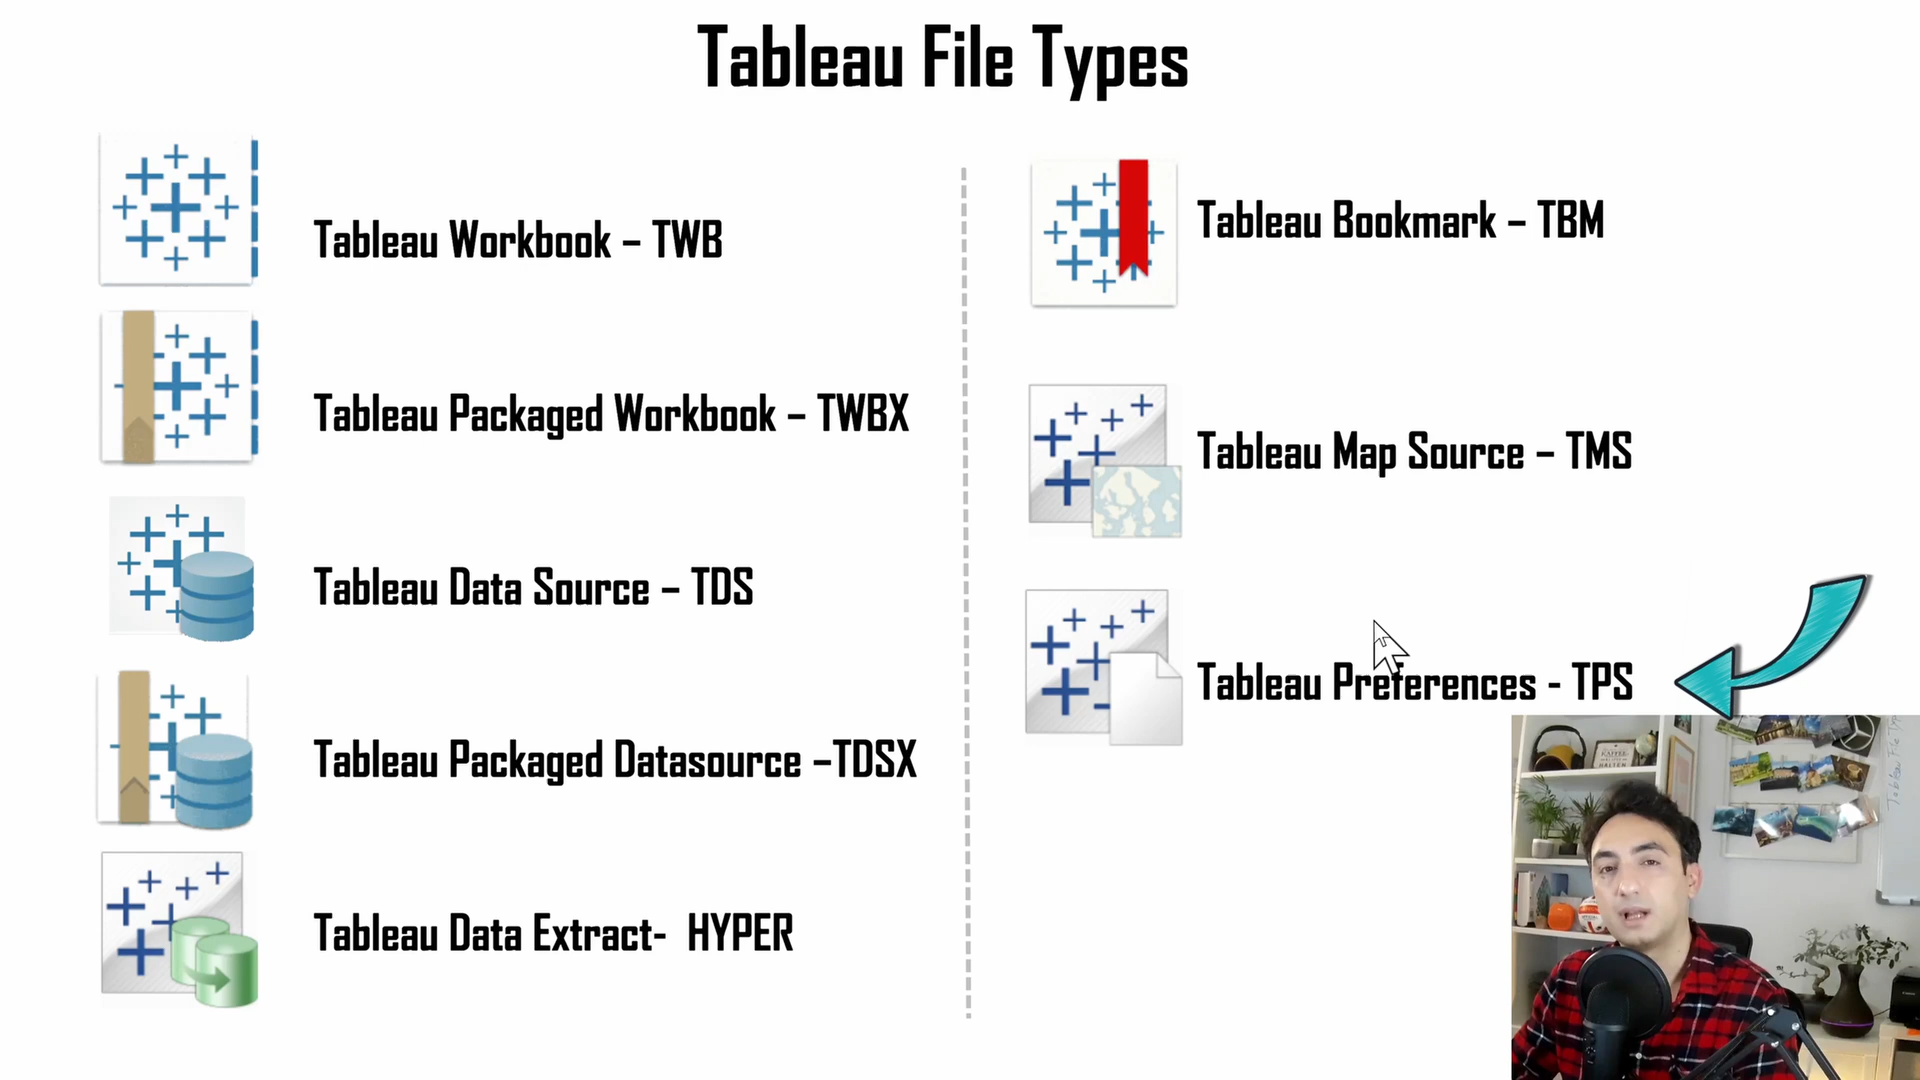 Tableau File Types
Tableau Workbook – TWB
Tableau Packaged Workbook – TWBX
Tableau Data Source – TDS
Tableau Packaged Datasource –TDSX
Tableau Data Extract-  HYPER
Tableau Bookmark – TBM
Tableau Map Source – TMS
Tableau Preferences - TPS